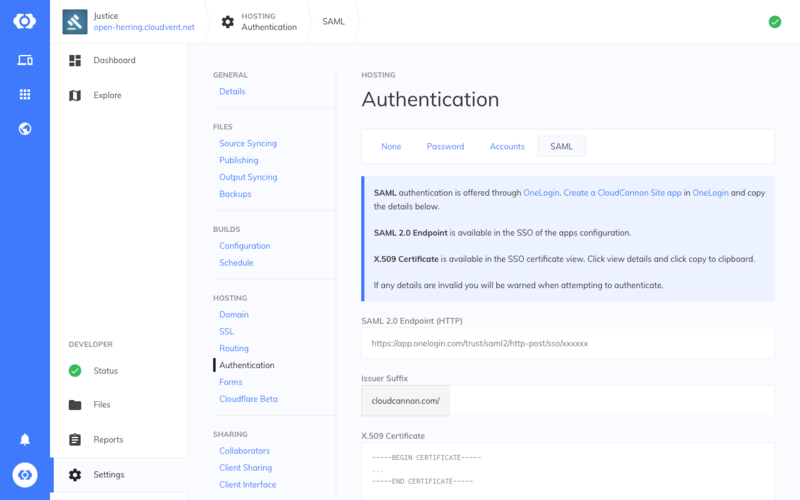 Justice
open-herring.cloudvent.net
HOSTING
Authentication
SAML
Dashboard
Explore
DEVELOPER
Status
Files
Reports
Settings
GENERAL
Details
FILES
Source Syncing
Publishing
Output Syncing
Backups
BUILDS
Configuration
Schedule
HOSTING
Domain
SSL
Routing
Authentication
Forms
Cloudflare Beta
SHARING
Collaborators
Client Sharing
Client Interface
HOSTING
Authentication
None Password Accounts SAML
SAML authentication is offered through OneLogin. Create a CloudCannon Site app in OneLogin and copy
the details below.
SAML 2.0 Endpoint is available in the SSO of the apps configuration.
X.509 Certificate is available in the SSO certificate view. Click view details and click copy to clipboard.
If any details are invalid you will be warned when attempting to authenticate.
SAML 2.0 Endpoint (HTTP)
https://app.onelogin.com/trust/saml2/http-post/sso/xxxxxx
Issuer Suffix
cloudcannon.com/
X.509 Certificate
-----BEGIN CERTIFICATE-----
...
-----END CERTIFICATE-----